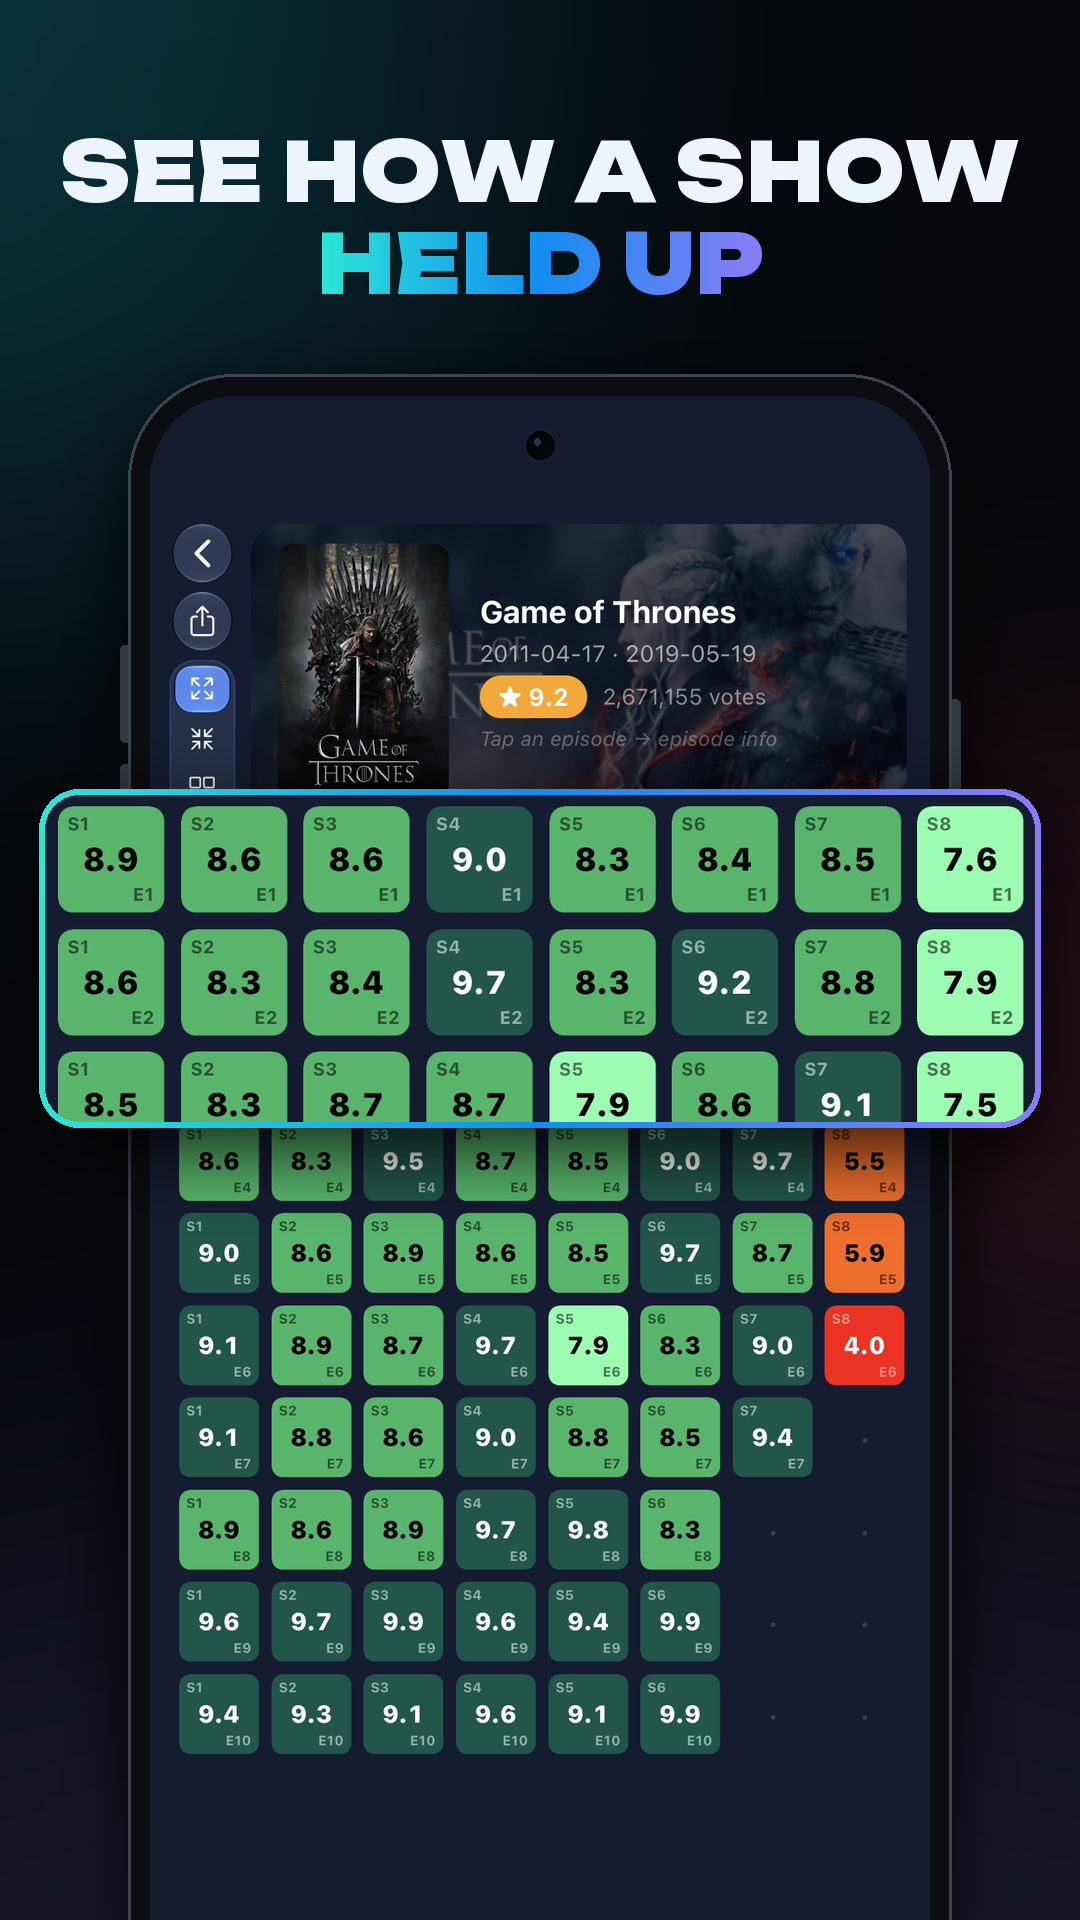 SEE HOW A SHOW
HELD UP
GAME OF
THRONES
Game of Thrones
2011-04-17 · 2019-05-19
★ 9.2 2,671,155 votes
Tap an episode → episode info
S1 S2 S3 S4 S5 S6 S7 S8
8.9 8.6 8.6 9.0 8.3 8.4 8.5 7.6
E1 E1 E1 E1 E1 E1 E1 E1
S1 S2 S3 S4 S5 S6 S7 S8
8.6 8.3 8.4 9.7 8.3 9.2 8.8 7.9
E2 E2 E2 E2 E2 E2 E2 E2
S1 S2 S3 S4 S5 S6 S7 S8
8.5 8.3 8.7 8.7 7.9 8.6 9.1 7.5
S1 S2 S3 S4 S5 S6 S7 S8
8.6 8.3 9.5 8.7 8.5 9.0 9.7 5.5
E4 E4 E4 E4 E4 E4 E4 E4
S1 S2 S3 S4 S5 S6 S7 S8
9.0 8.6 8.9 8.6 8.5 9.7 8.7 5.9
E5 E5 E5 E5 E5 E5 E5 E5
S1 S2 S3 S4 S5 S6 S7 S8
9.1 8.9 8.7 9.7 7.9 8.3 9.0 4.0
E6 E6 E6 E6 E6 E6 E6 E6
S1 S2 S3 S4 S5 S6 S7
9.1 8.8 8.6 9.0 8.8 8.5 9.4
E7 E7 E7 E7 E7 E7 E7
S1 S2 S3 S4 S5 S6
8.9 8.6 8.9 9.7 9.8 8.3
E8 E8 E8 E8 E8 E8
S1 S2 S3 S4 S5 S6
9.6 9.7 9.9 9.6 9.4 9.9
E9 E9 E9 E9 E9 E9
S1 S2 S3 S4 S5 S6
9.4 9.3 9.1 9.6 9.1 9.9
E10 E10 E10 E10 E10 E10